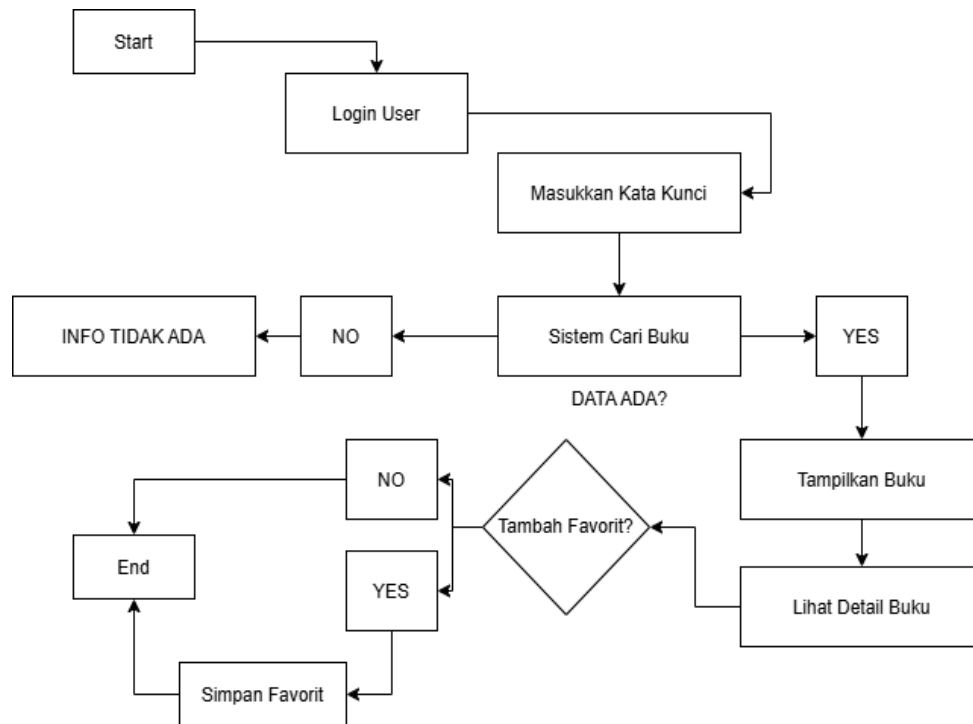 Start
Login User
Masukkan Kata Kunci
INFO TIDAK ADA
NO
Sistem Cari Buku
YES
DATA ADA?
NO
Tambah Favorit?
Tampilkan Buku
End
YES
Lihat Detail Buku
Simpan Favorit